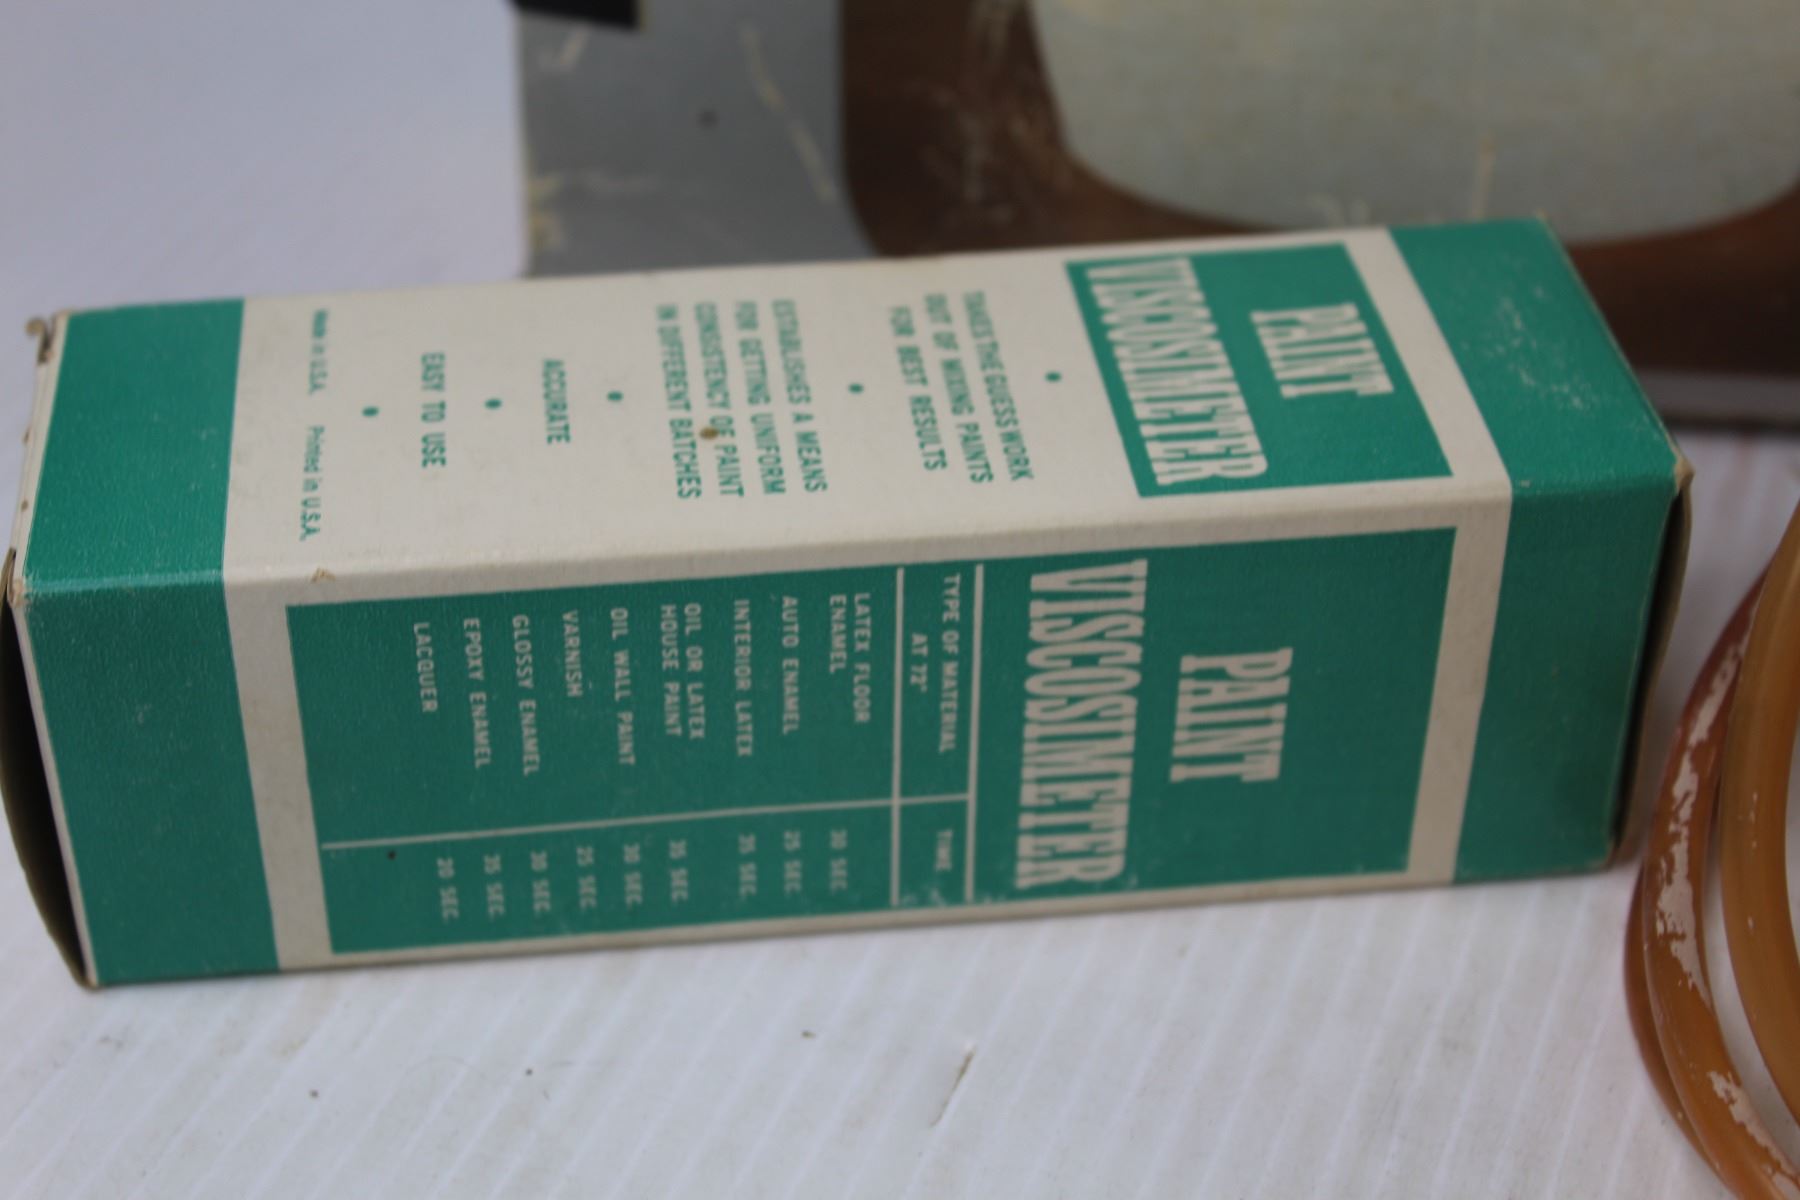 PAINT
VISCOSIMETER
TAKES THE GUESS WORK
OUT OF MIXING PAINTS
FOR BEST RESULTS
ESTABLISHES A MEANS
FOR GETTING UNIFORM
CONSISTENCY OF PAINT
IN DIFFERENT BATCHES
ACCURATE
EASY TO USE
Made in U.S.A. Printed in U.S.A.
PAINT
VISCOSIMETER
TYPE OF MATERIAL
AT 72° TIME
LATEX FLOOR
ENAMEL 30 SEC.
AUTO ENAMEL 25 SEC.
INTERIOR LATEX 35 SEC.
OIL OR LATEX
HOUSE PAINT 35 SEC.
OIL WALL PAINT 30 SEC.
VARNISH 25 SEC.
GLOSSY ENAMEL 30 SEC.
EPOXY ENAMEL 35 SEC.
LACQUER 20 SEC.